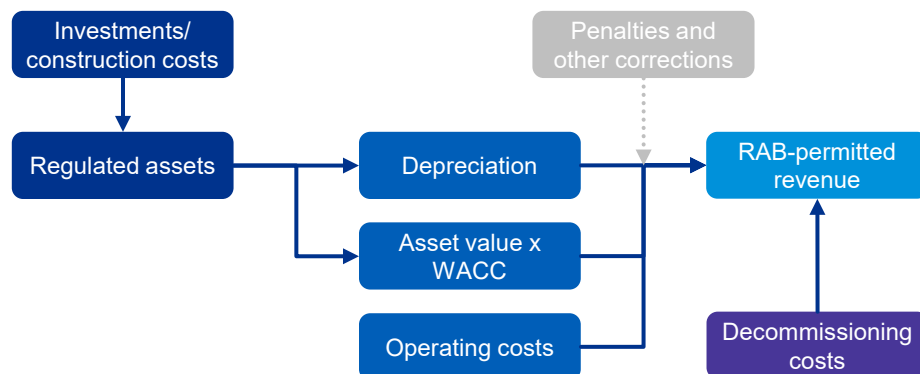 Investments/
construction costs
Penalties and
other corrections
Regulated assets
Depreciation
RAB-permitted
revenue
Asset value x
WACC
Operating costs
Decommissioning
costs